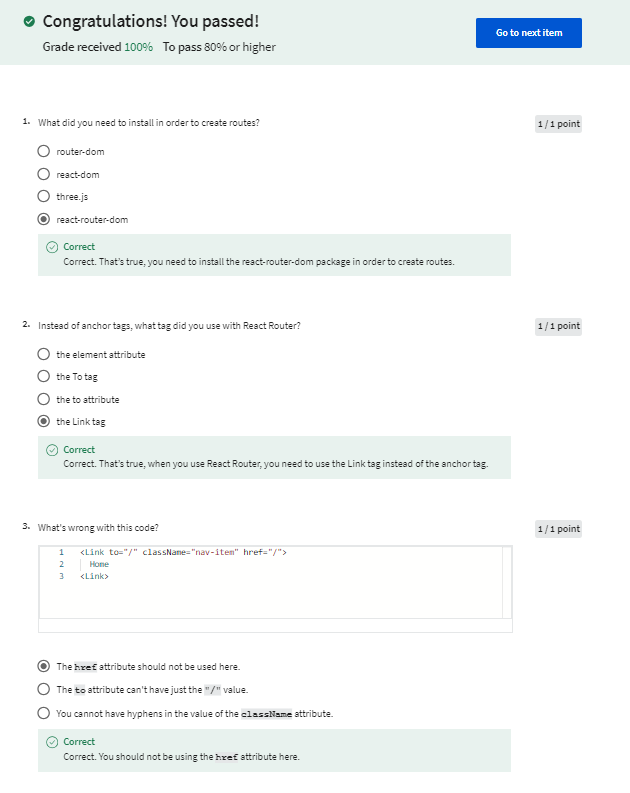 Congratulations! You passed!
Grade received 100% To pass 80% or higher
Go to next item
1. What did you need to install in order to create routes?
1 / 1 point
router-dom
react-dom
three.js
react-router-dom
Correct
Correct. That's true, you need to install the react-router-dom package in order to create routes.
2. Instead of anchor tags, what tag did you use with React Router?
1 / 1 point
the element attribute
the To tag
the to attribute
the Link tag
Correct
Correct. That's true, when you use React Router, you need to use the Link tag instead of the anchor tag.
3. What's wrong with this code?
1 / 1 point
1 <Link to="/" className="nav-item" href="/">
2 Home
3 <Link>
The href attribute should not be used here.
The to attribute can't have just the "/" value.
You cannot have hyphens in the value of the className attribute.
Correct
Correct. You should not be using the href attribute here.